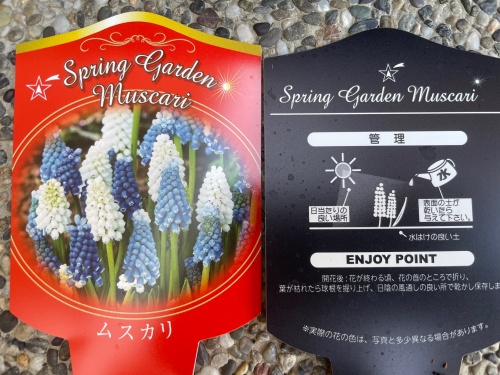 Spring Garden
Muscari
ムスカリ
Spring Garden Muscari
管理
日当たりの
良い場所
水
表面の土が
乾いたら
与えて下さい。
水はけの良い土
ENJOY POINT
開花後：花が終わる頃、花の首のところで折り、
葉が枯れたら球根を掘り上げ、日陰の風通しの良い所で乾かし保存しま
※実際の花の色は、写真と多少異なる場合があります。